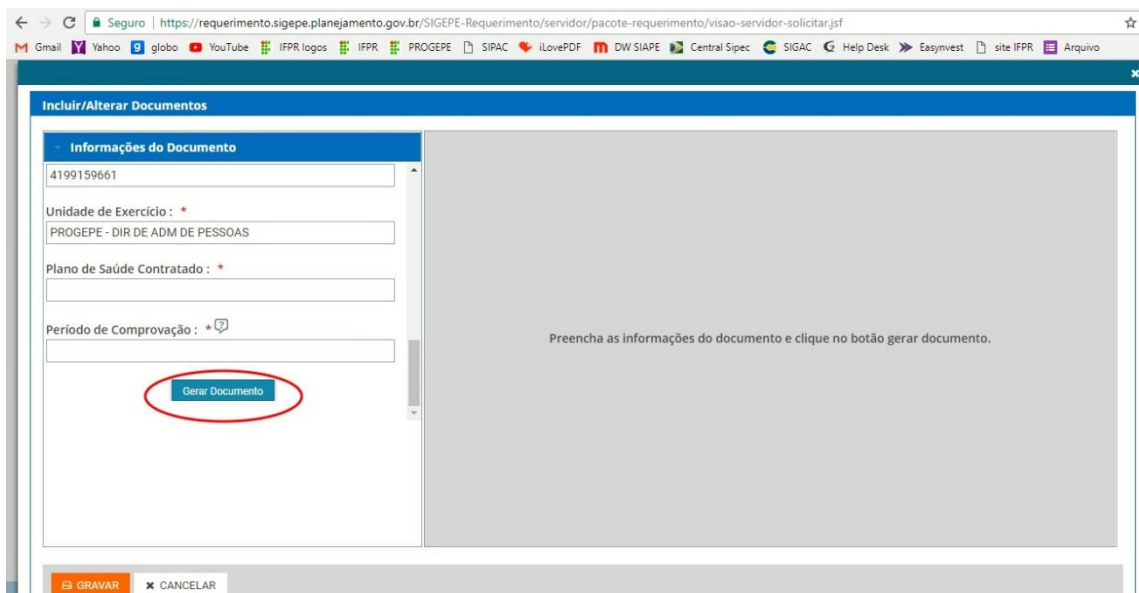 Seguro | https://requerimento.sigepe.planejamento.gov.br/SIGEPE-Requerimento/servidor/pacote-requerimento/visao-servidor-solicitar.jsf
Gmail Yahoo globo YouTube IFPR logos IFPR PROGEPE SIPAC iLovePDF DW SIAPE Central Sipec SIGAC Help Desk Easynvest site IFPR Arquivo
Incluir/Alterar Documentos
Informações do Documento
4199159661
Unidade de Exercício : *
PROGEPE - DIR DE ADM DE PESSOAS
Plano de Saúde Contratado : *
Período de Comprovação : *
Preencha as informações do documento e clique no botão gerar documento.
Gerar Documento
GRAVAR CANCELAR